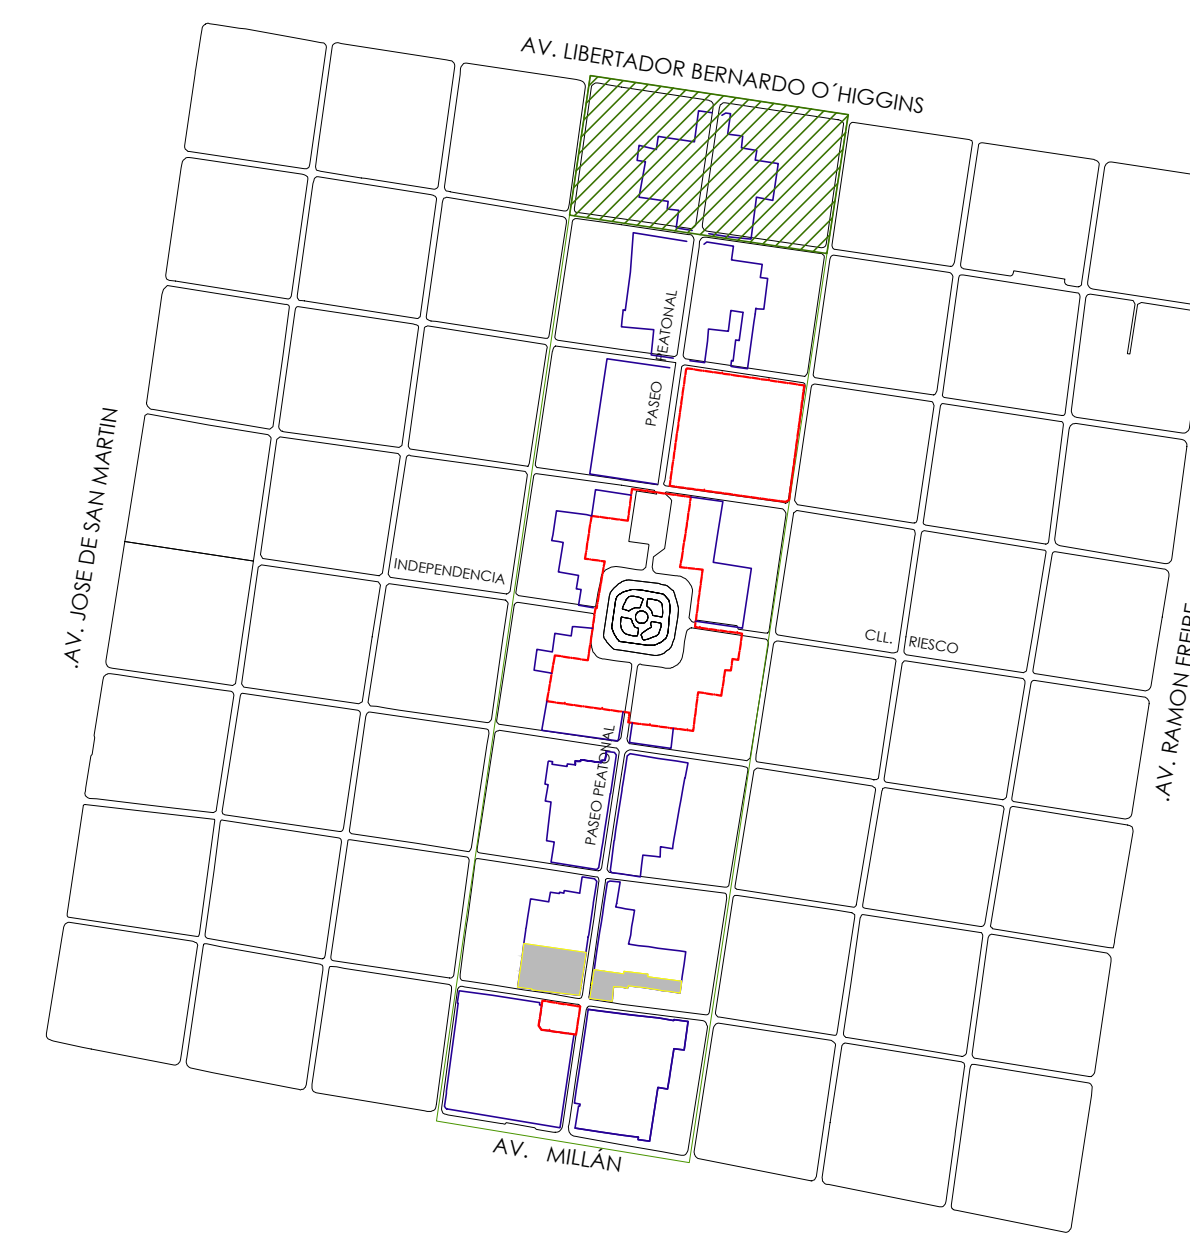 AV. LIBERTADOR BERNARDO O´HIGGINS
PASEO PEATONAL
.AV. JOSE DE SAN MARTIN
INDEPENDENCIA
CLL. RIESCO
.AV. RAMON FREIRE
PASEO PEATONAL
AV. MILLÁN